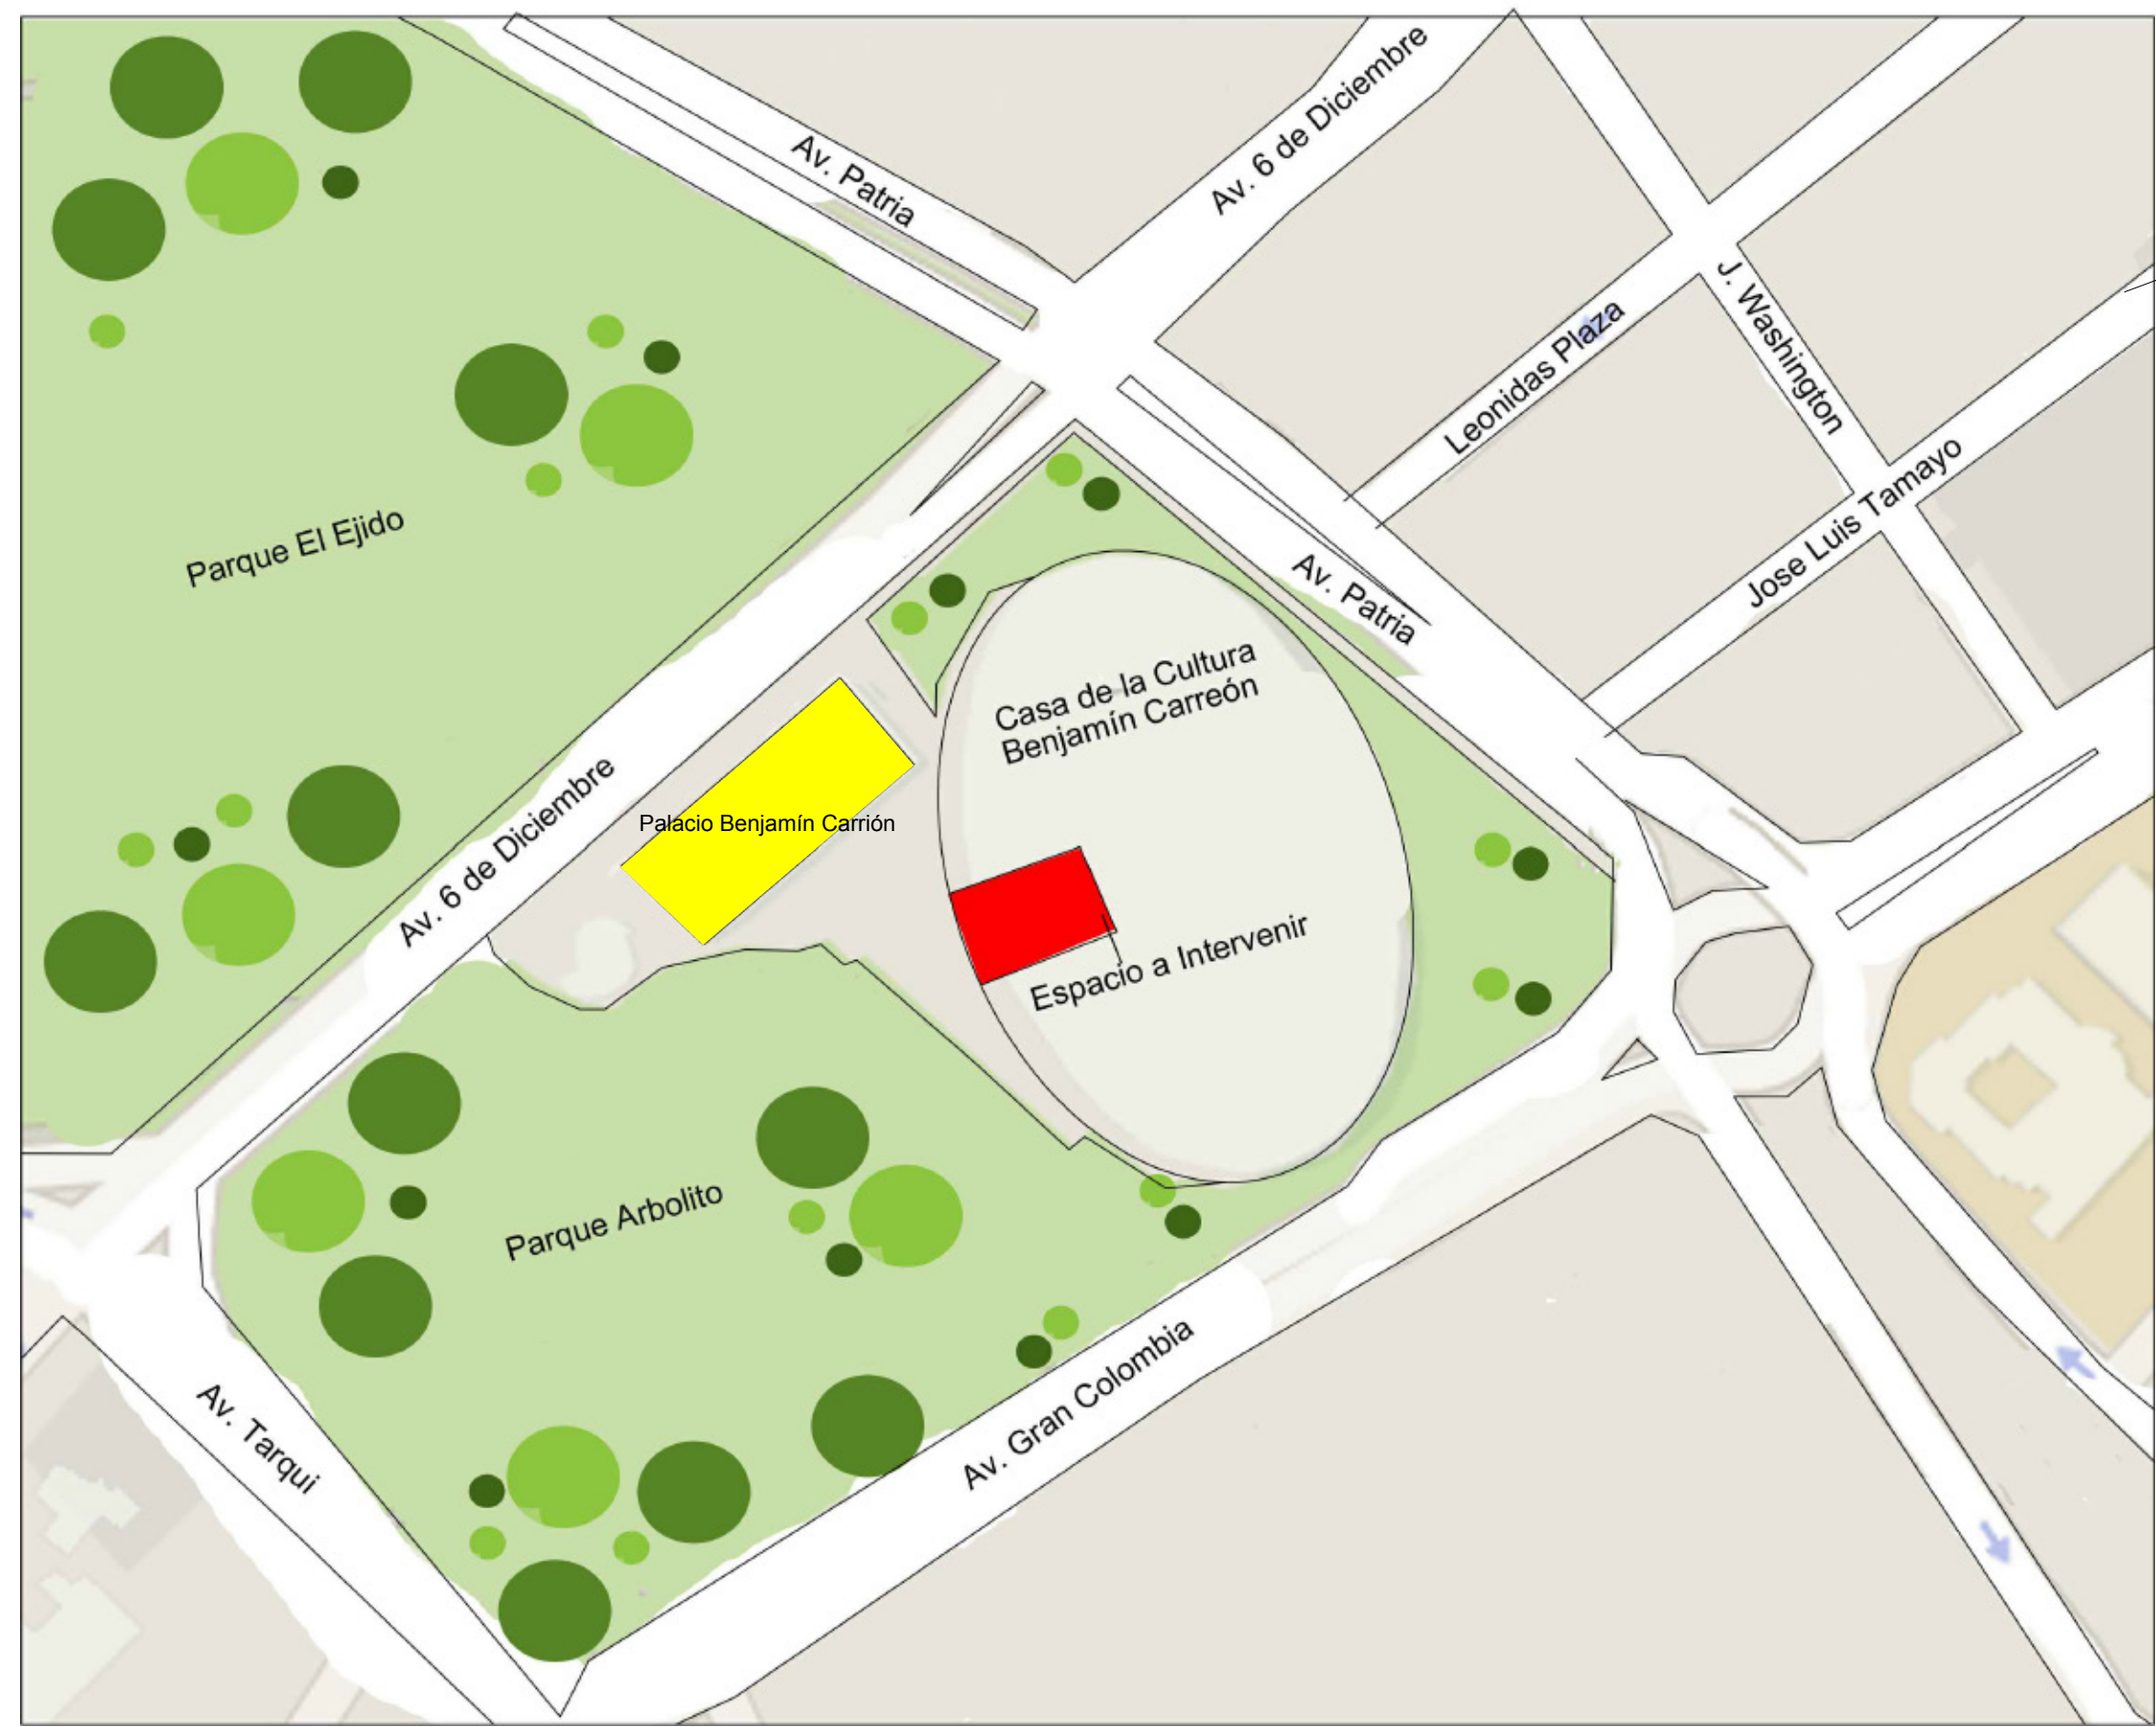 Av. Patria
Av. 6 de Diciembre
Leonidas Plaza
J. Washington
Jose Luis Tamayo
Parque El Ejido
Av. Patria
Casa de la Cultura
Benjamín Carreón
Av. 6 de Diciembre
Palacio Benjamín Carrión
Espacio a Intervenir
Parque Arbolito
Av. Gran Colombia
Av. Tarqui